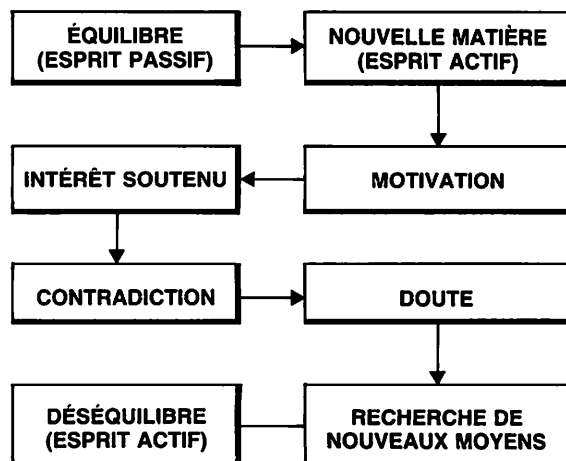 ÉQUILIBRE
(ESPRIT PASSIF)
NOUVELLE MATIÈRE
(ESPRIT ACTIF)
MOTIVATION
INTÉRÊT SOUTENU
CONTRADICTION
DOUTE
RECHERCHE DE
NOUVEAUX MOYENS
DÉSÉQUILIBRE
(ESPRIT ACTIF)